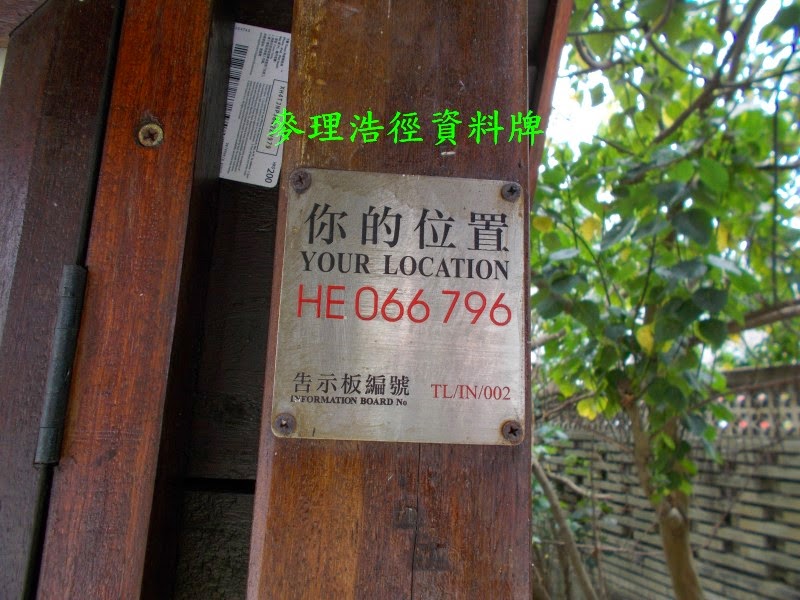 麥理浩徑資料牌
你的位置
YOUR LOCATION
HE 066 796
告示板編號 TL/IN/002
INFORMATION BOARD No